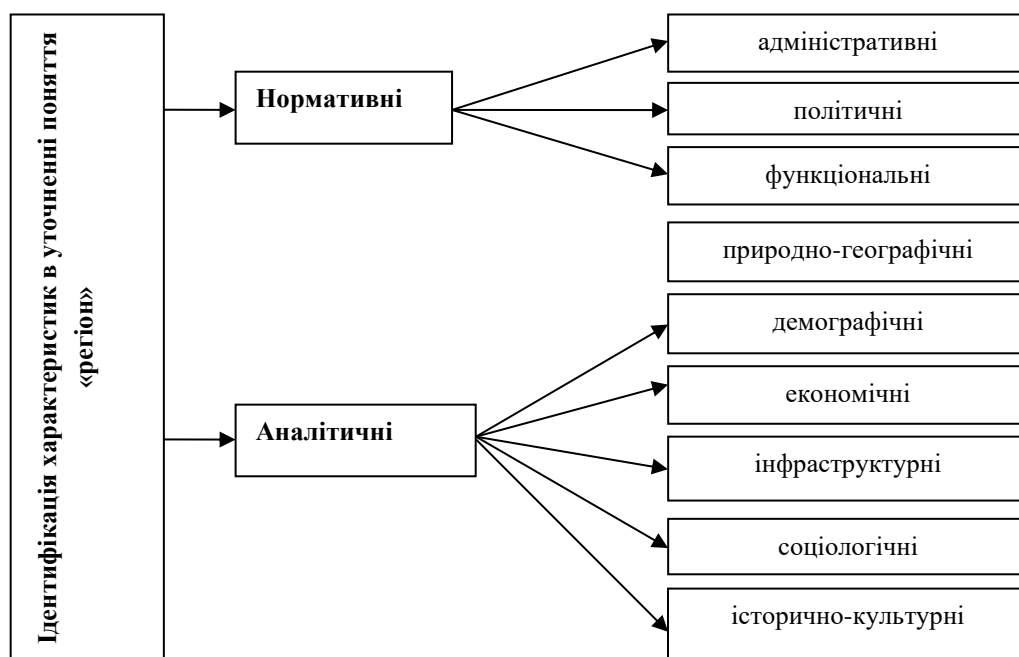 Ідентифікація характеристик в уточненні поняття
«регіон»
Нормативні
адміністративні
політичні
функціональні
природно-географічні
Аналітичні
демографічні
економічні
інфраструктурні
соціологічні
історично-культурні